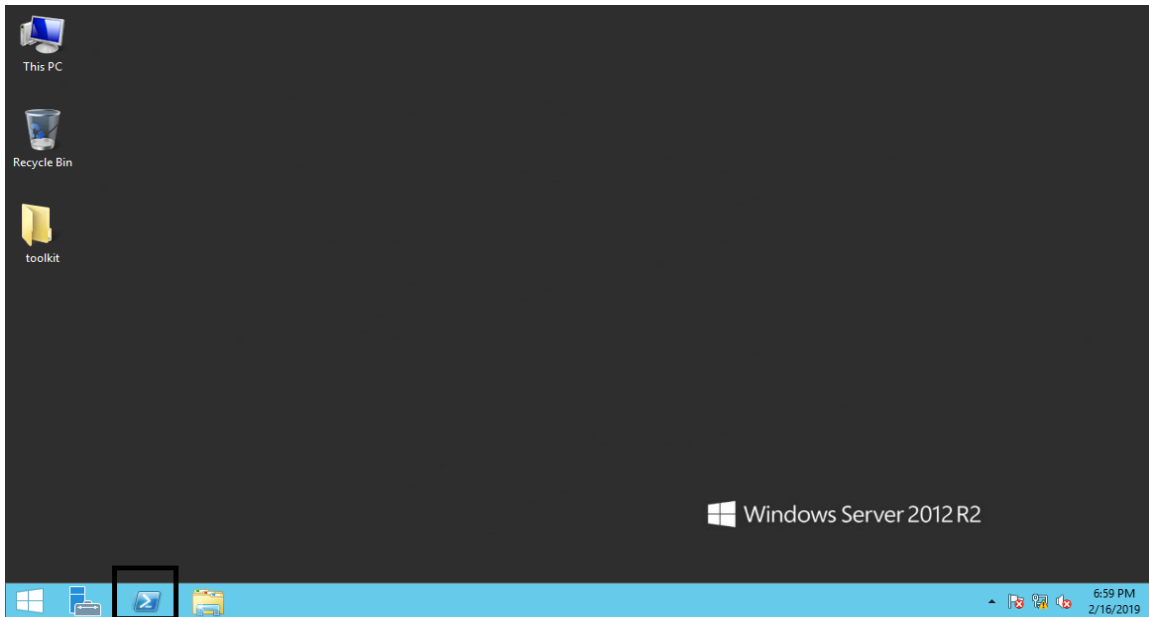 This PC
Recycle Bin
toolkit
Windows Server 2012 R2
6:59 PM
2/16/2019